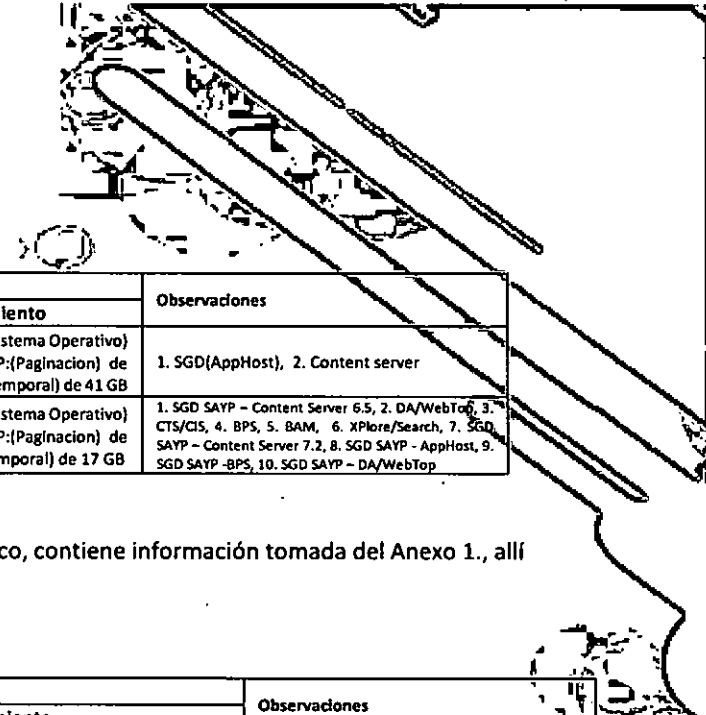 iento
Observaciones
stema Operativo)
P:(Paginacion) de
emporal) de 41 GB
1. SGD(AppHost), 2. Content server
stema Operativo)
P:(Paginacion) de
mporal) de 17 GB
1. SGD SAYP – Content Server 6.5, 2. DA/WebTop, 3.
CTS/CIS, 4. BPS, 5. BAM, 6. XPlore/Search, 7. SGD
SAYP – Content Server 7.2, 8. SGD SAYP - AppHost, 9.
SGD SAYP -BPS, 10. SGD SAYP – DA/WebTop
co, contiene información tomada del Anexo 1., allí
Observaciones